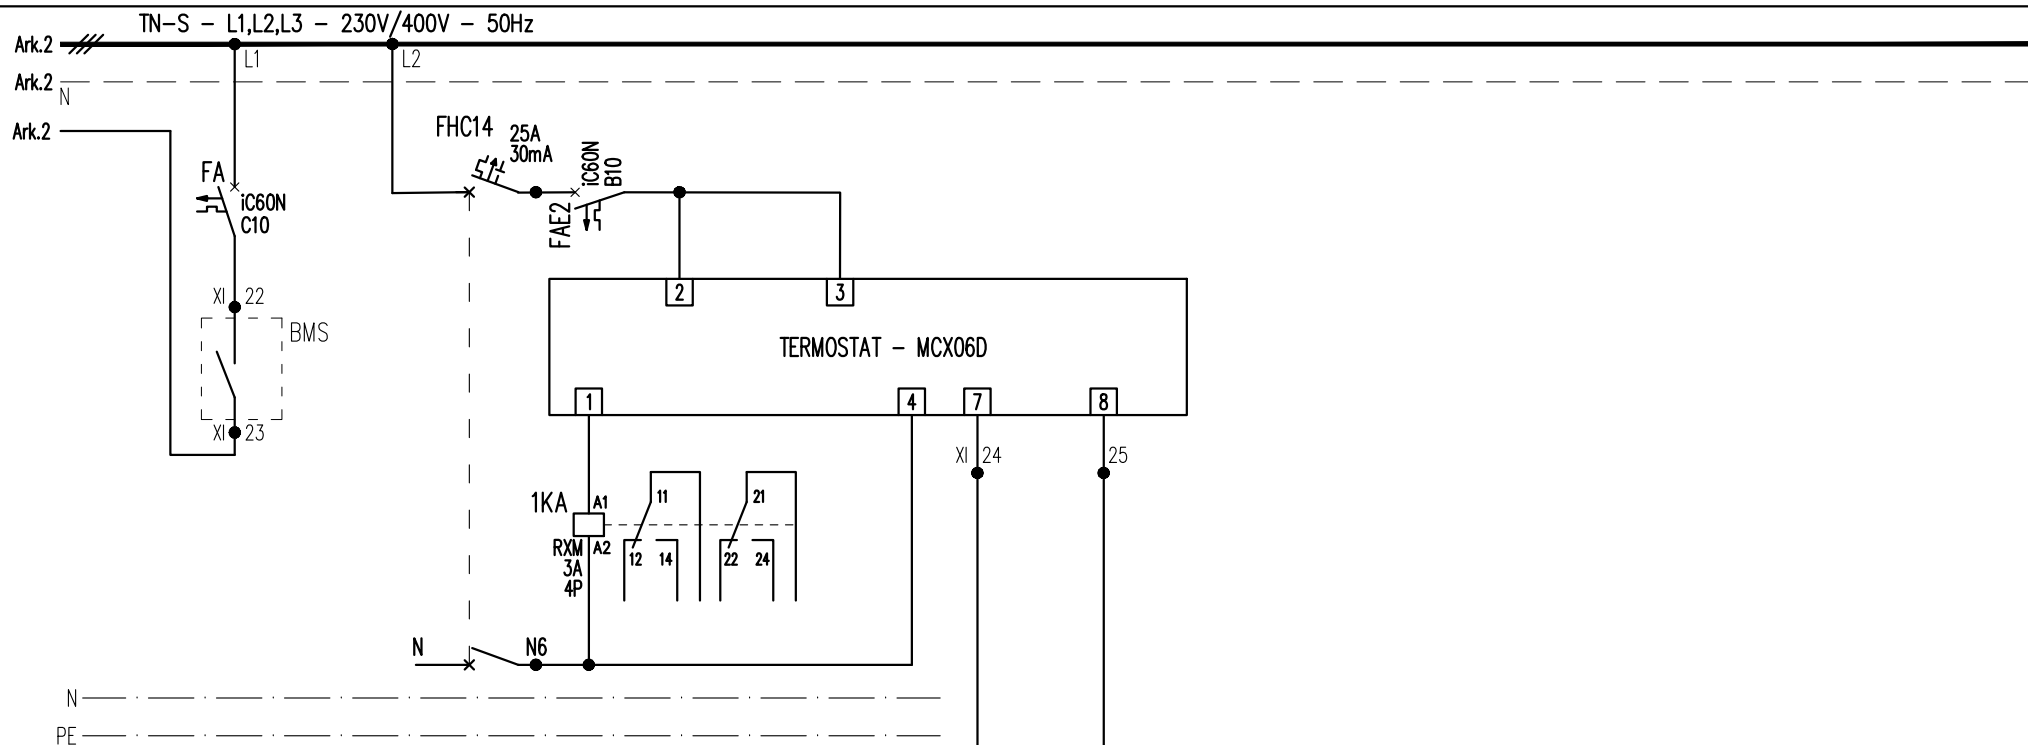 TN-S - L1,L2,L3 - 230V/400V - 50Hz
Ark.2
L1
L2
Ark.2
N
Ark.2
FHC14
25A
30mA
iC60N
B10
FAE2
FA
iC60N
C10
XI 22
BMS
XI 23
2
3
TERMOSTAT - MCX06D
1
4
7
8
XI 24
25
1KA
A1
A2
RXM
3A
4P
11
12
14
21
22
24
N
N6
N
PE